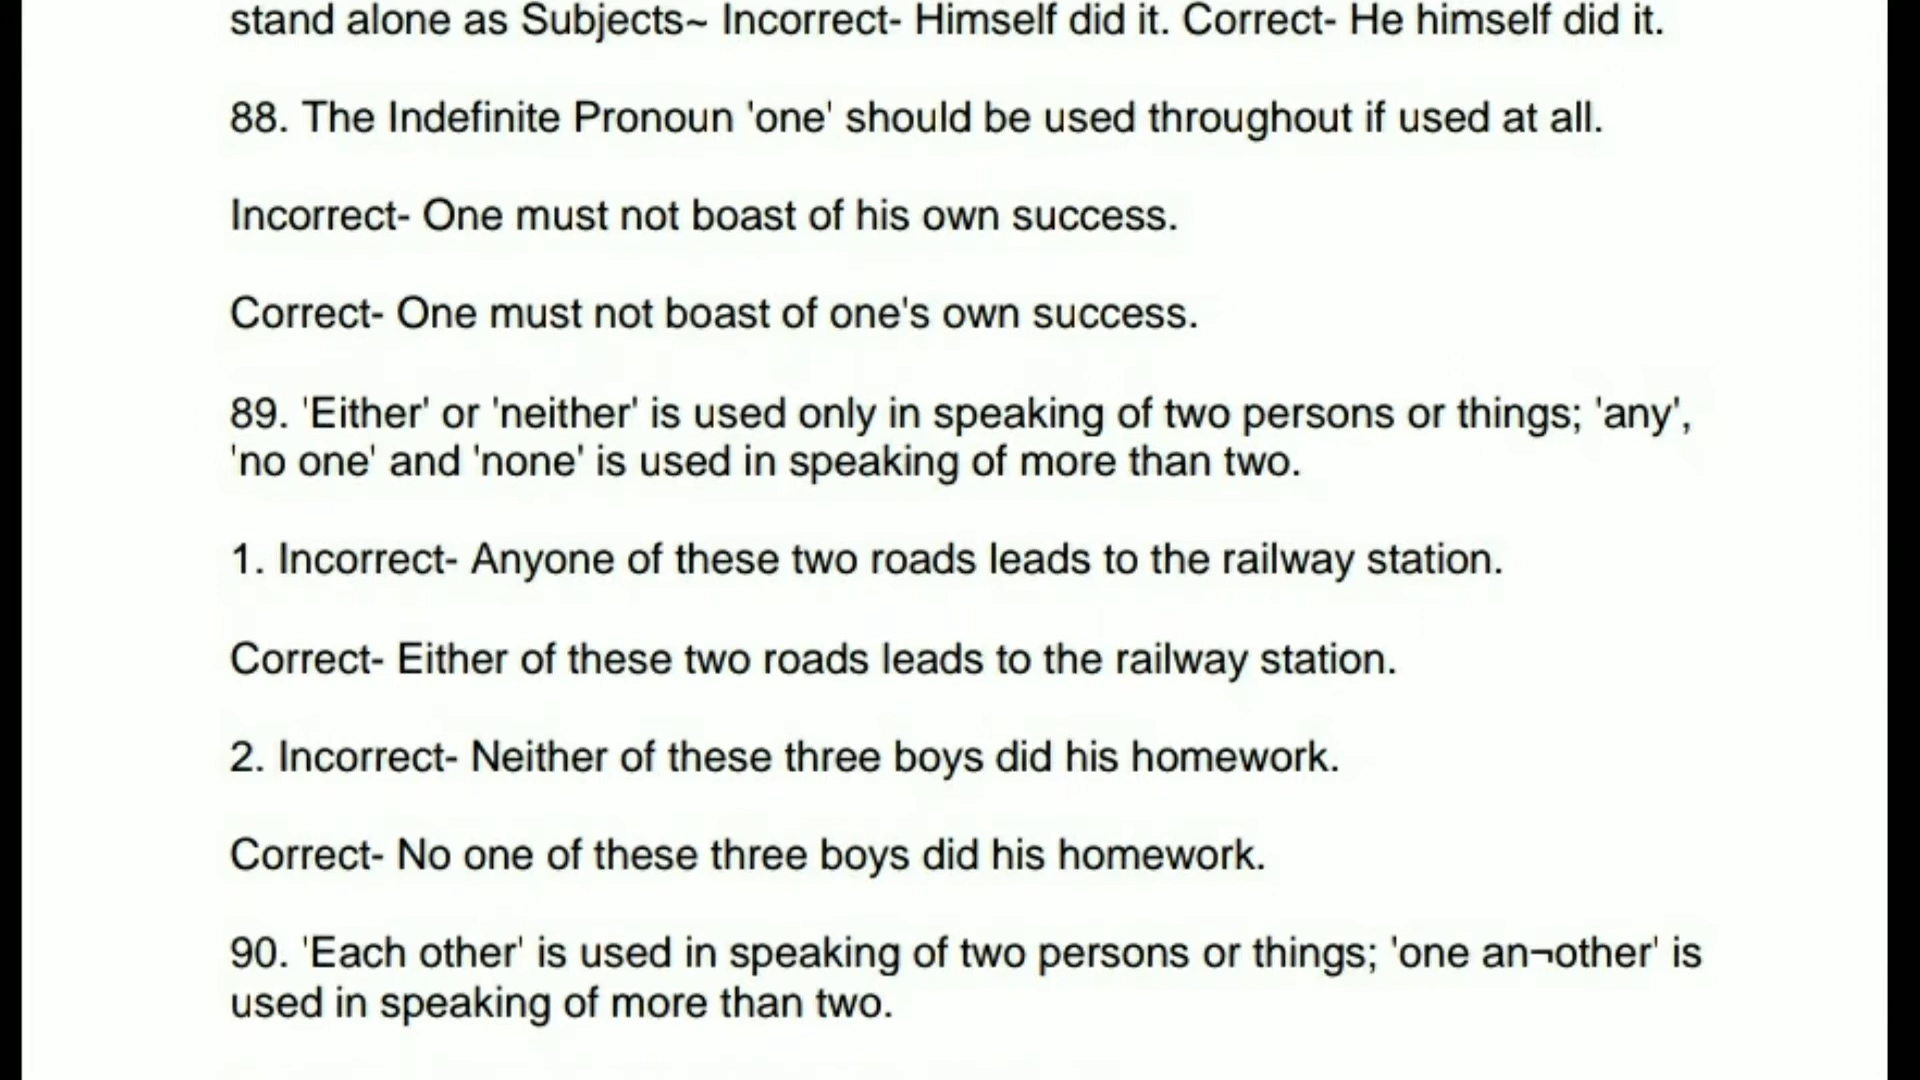 stand alone as Subjects~ Incorrect- Himself did it. Correct- He himself did it.
88. The Indefinite Pronoun 'one' should be used throughout if used at all.
Incorrect- One must not boast of his own success.
Correct- One must not boast of one's own success.
89. 'Either' or 'neither' is used only in speaking of two persons or things; 'any',
'no one' and 'none' is used in speaking of more than two.
1. Incorrect- Anyone of these two roads leads to the railway station.
Correct- Either of these two roads leads to the railway station.
2. Incorrect- Neither of these three boys did his homework.
Correct- No one of these three boys did his homework.
90. 'Each other' is used in speaking of two persons or things; 'one an¬other' is
used in speaking of more than two.